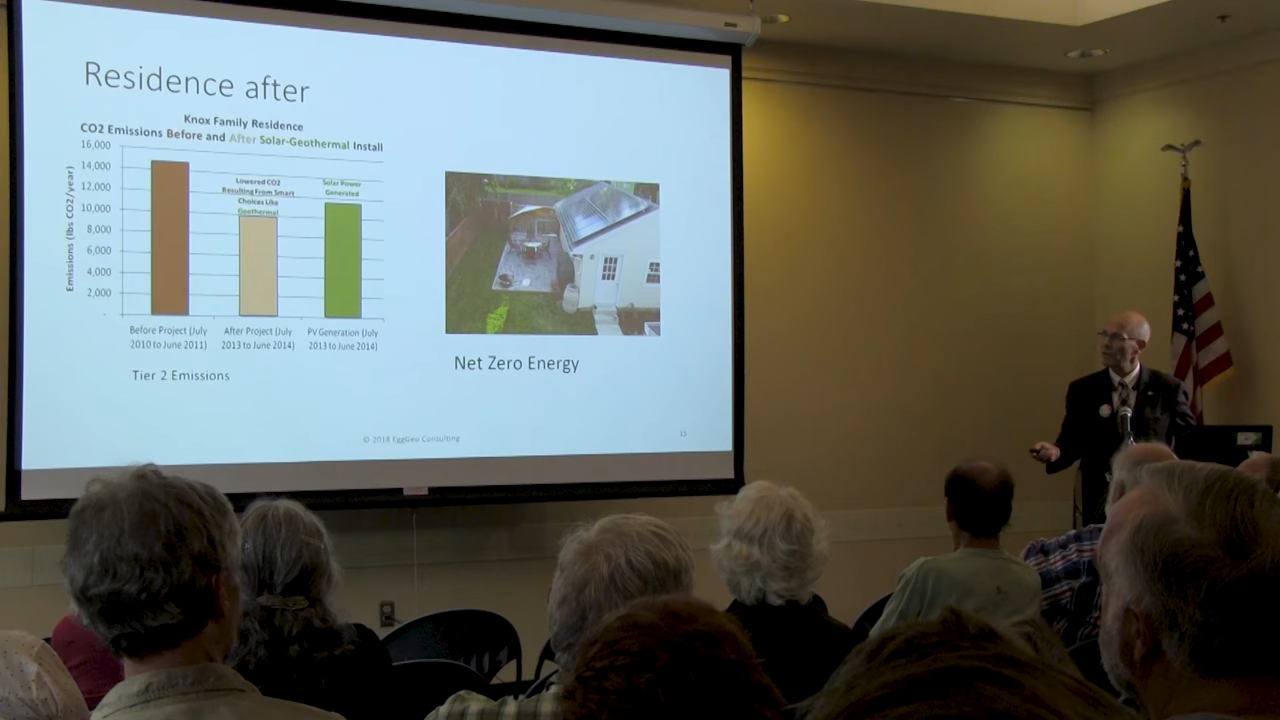 Residence after
Knox Family Residence
CO2 Emissions Before and After Solar-Geothermal Install
16,000
14,000
12,000
10,000
8,000
6,000
4,000
2,000
-
Emissions (lbs CO2/year)
Lowered CO2
Resulting From Smart
Choices Like
Geothermal
Solar Power
Generated
Before Project (July
2010 to June 2011)
After Project (July
2013 to June 2014)
PV Generation (July
2013 to June 2014)
Tier 2 Emissions
Net Zero Energy
© 2018 EggGeo Consulting
15